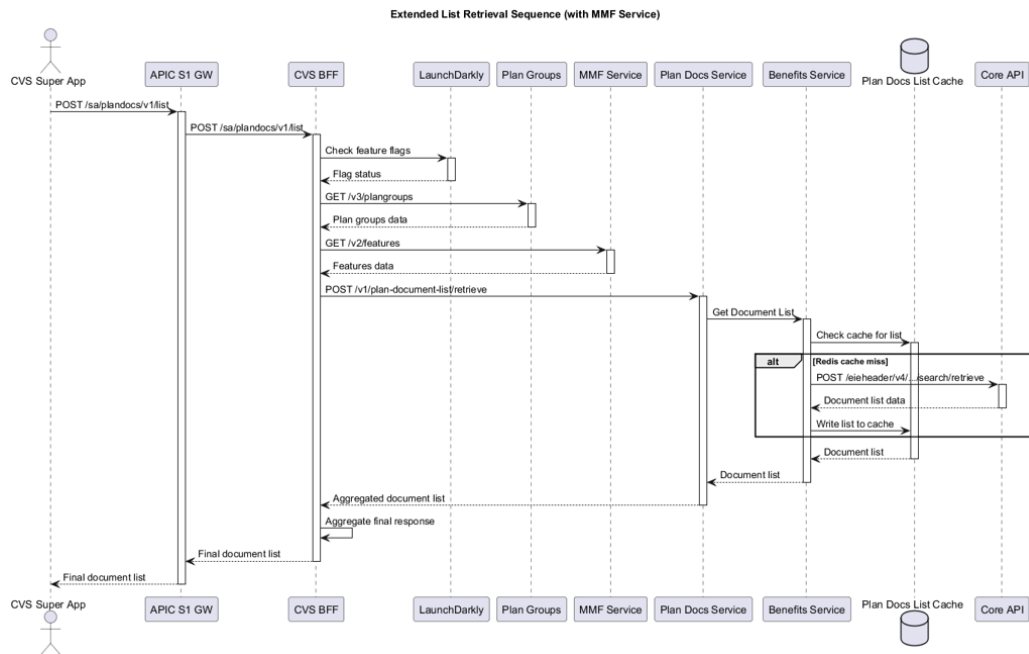 Extended List Retrieval Sequence (with MMF Service)
CVS Super App
APIC S1 GW
CVS BFF
LaunchDarkly
Plan Groups
MMF Service
Plan Docs Service
Benefits Service
Plan Docs List Cache
Core API
POST /sa/plandocs/v1/list
POST /sa/plandocs/v1/list
Check feature flags
Flag status
GET /v3/plangroups
Plan groups data
GET /v2/features
Features data
POST /v1/plan-document-list/retrieve
Get Document List
Check cache for list
alt
[Redis cache miss]
POST /eieheader/v4/.../search/retrieve
Document list data
Write list to cache
Document list
Document list
Aggregated document list
Aggregate final response
Final document list
Final document list
CVS Super App
APIC S1 GW
CVS BFF
LaunchDarkly
Plan Groups
MMF Service
Plan Docs Service
Benefits Service
Plan Docs List Cache
Core API